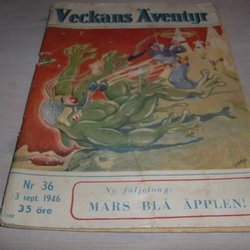 Veckans Äventyr
Nr 36
3 sept. 1946
35 öre
Ny följetong:
MARS BLÅ ÄPPLEN!